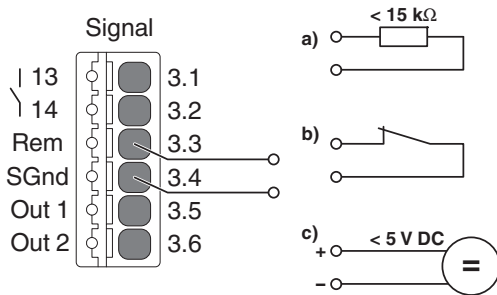 Signal
13 3.1
14 3.2
Rem 3.3
SGnd 3.4
Out 1 3.5
Out 2 3.6
a) < 15 kΩ
b)
c) < 5 V DC
+
−
=